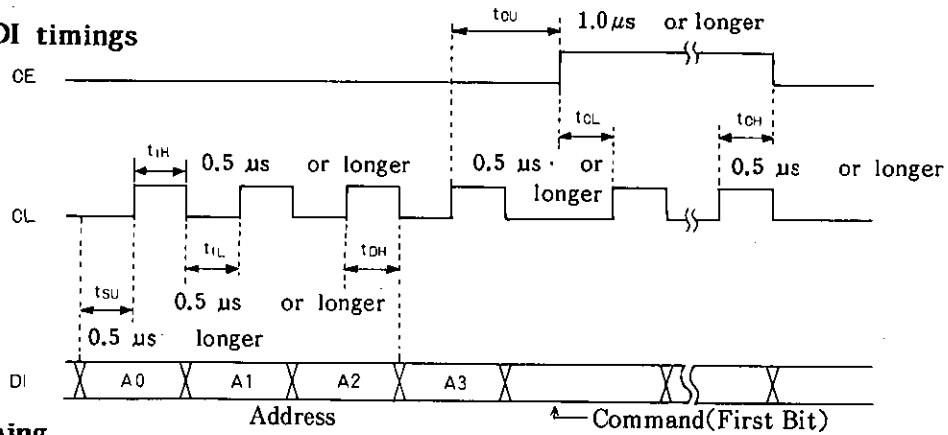 DI timings
tCU
1.0 µs or longer
CE
tCL
tCH
tIH
0.5 µs or longer
0.5 µs or longer
0.5 µs or longer
CL
tIL
tDH
tSU
0.5 µs or longer
0.5 µs longer
DI
A0
A1
A2
A3
Address
Command(First Bit)